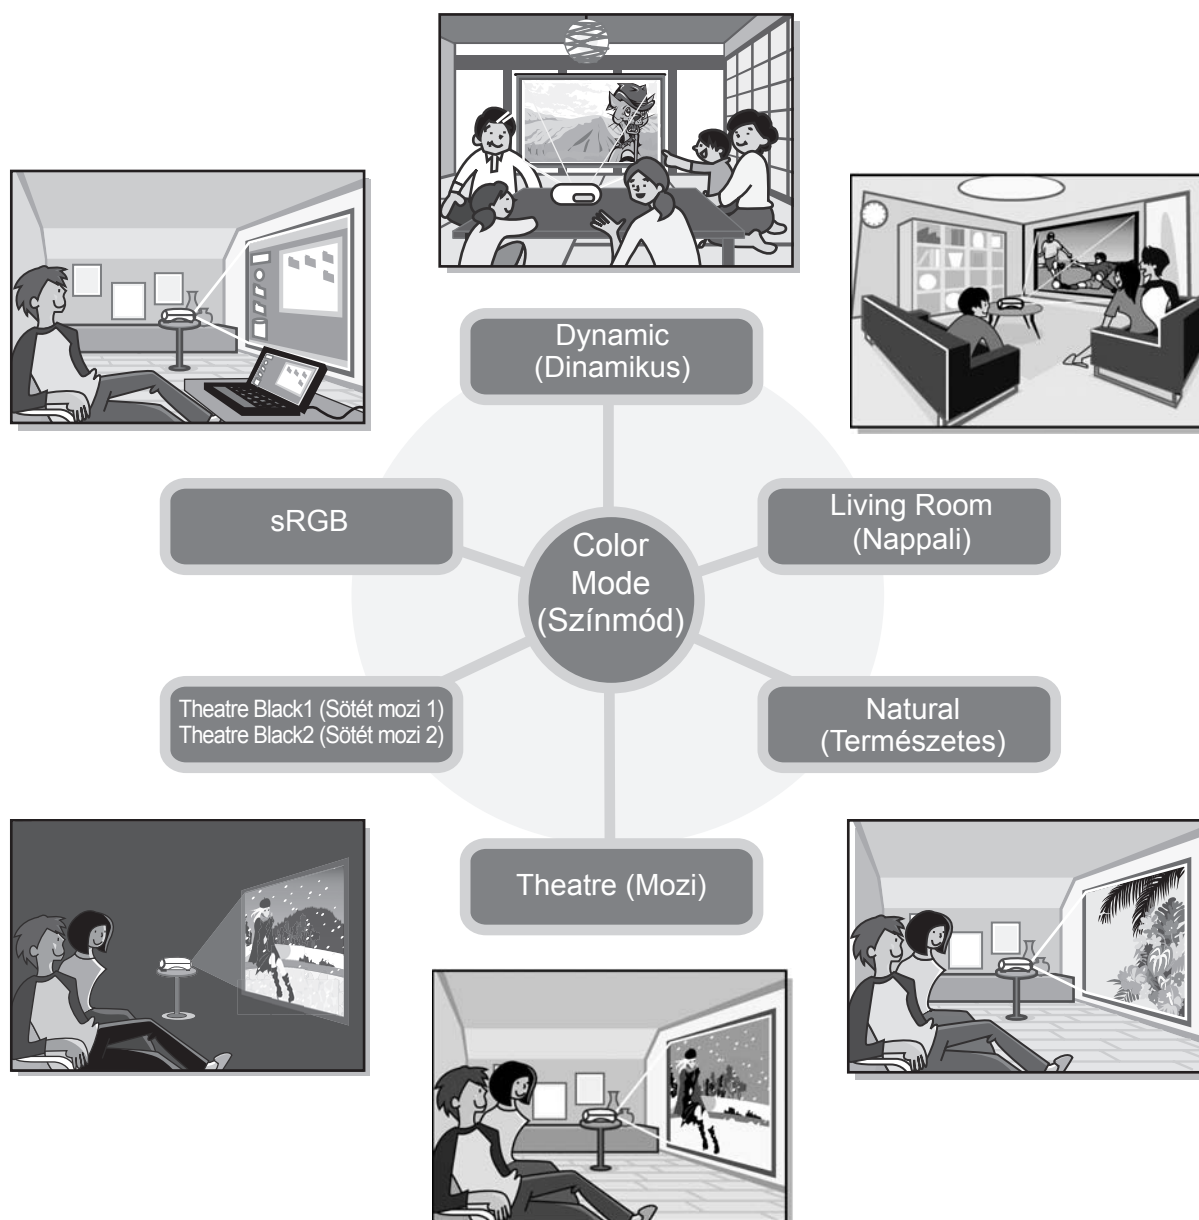 Dynamic
(Dinamikus)
sRGB
Living Room
(Nappali)
Color
Mode
(Színmód)
Theatre Black1 (Sötét mozi 1)
Theatre Black2 (Sötét mozi 2)
Natural
(Természetes)
Theatre (Mozi)